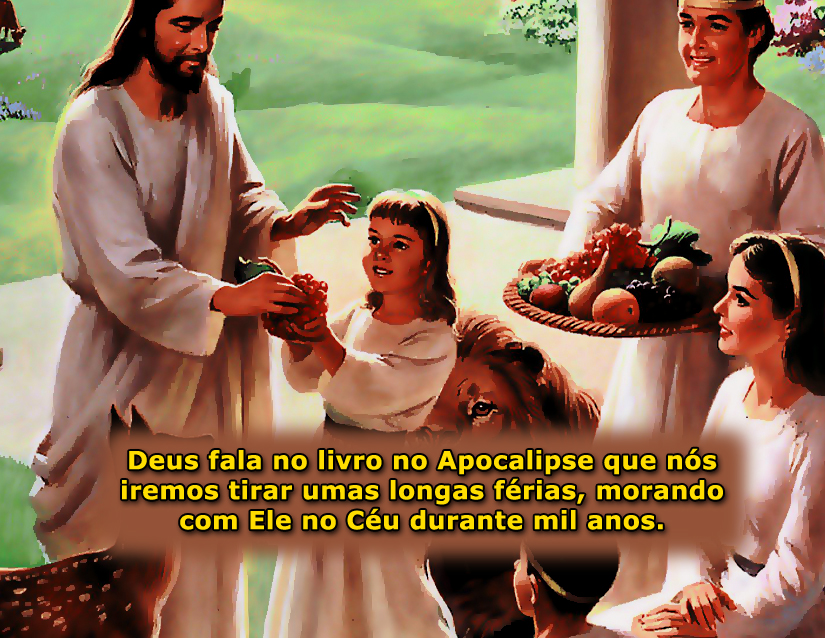 Deus fala no livro no Apocalipse que nós
iremos tirar umas longas férias, morando
com Ele no Céu durante mil anos.